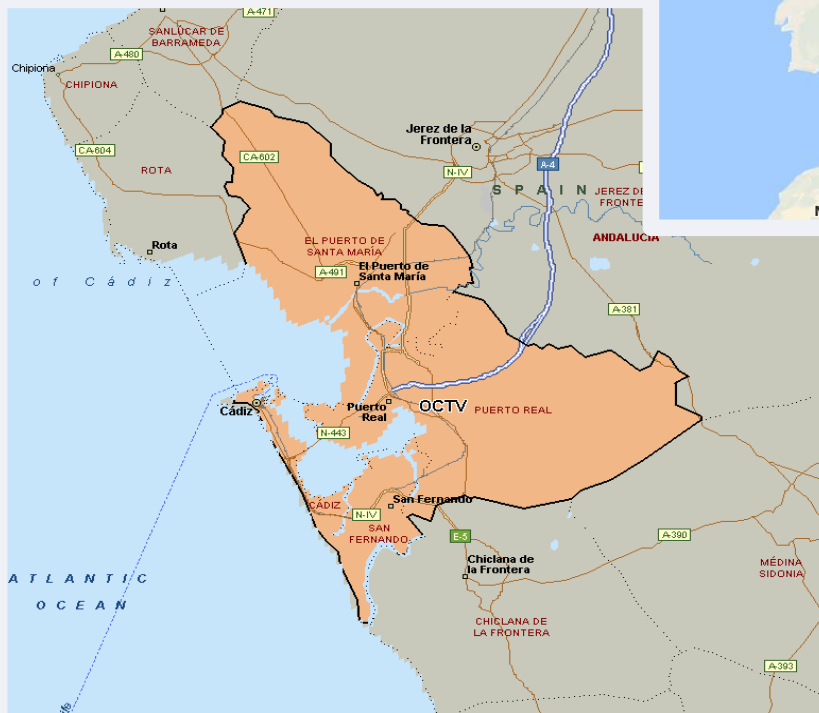 A-471
SANLÚCAR DE
BARRAMEDA
A-480
Chipiona
CHIPIONA
CA-604
ROTA
CA-602
Jerez de la
Frontera
N-IV
A-4
SPAIN
JEREZ DE
FRONTE
ANDALUCÍA
Rota
EL PUERTO DE
SANTA MARÍA
A-491
El Puerto de
Santa María
of Cádiz
A-381
Cádiz
Puerto
Real
OCTV
PUERTO REAL
N-443
CÁDIZ
San Fernando
N-IV
SAN
FERNANDO
E-5
A-390
Chiclana de
la Frontera
MÉDINA
SIDONIA
ATLANTIC
OCEAN
CHICLANA DE
LA FRONTERA
A-393